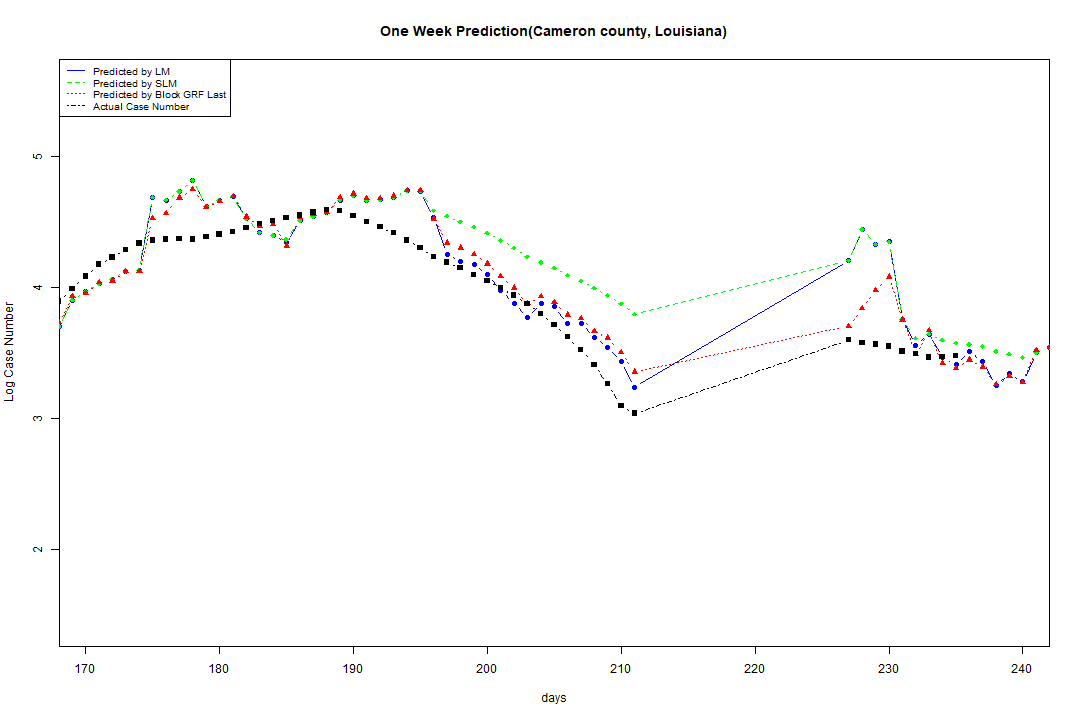 One Week Prediction(Cameron county, Louisiana)
Predicted by LM
Predicted by SLM
Predicted by Block GRF Last
Actual Case Number
5
4
3
2
Log Case Number
170 180 190 200 210 220 230 240
days